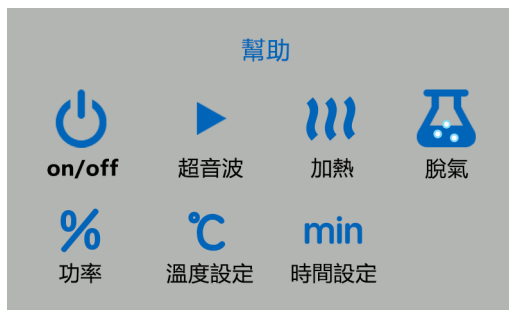 幫助
on/off 超音波 加熱 脫氣
% ℃ min
功率 溫度設定 時間設定